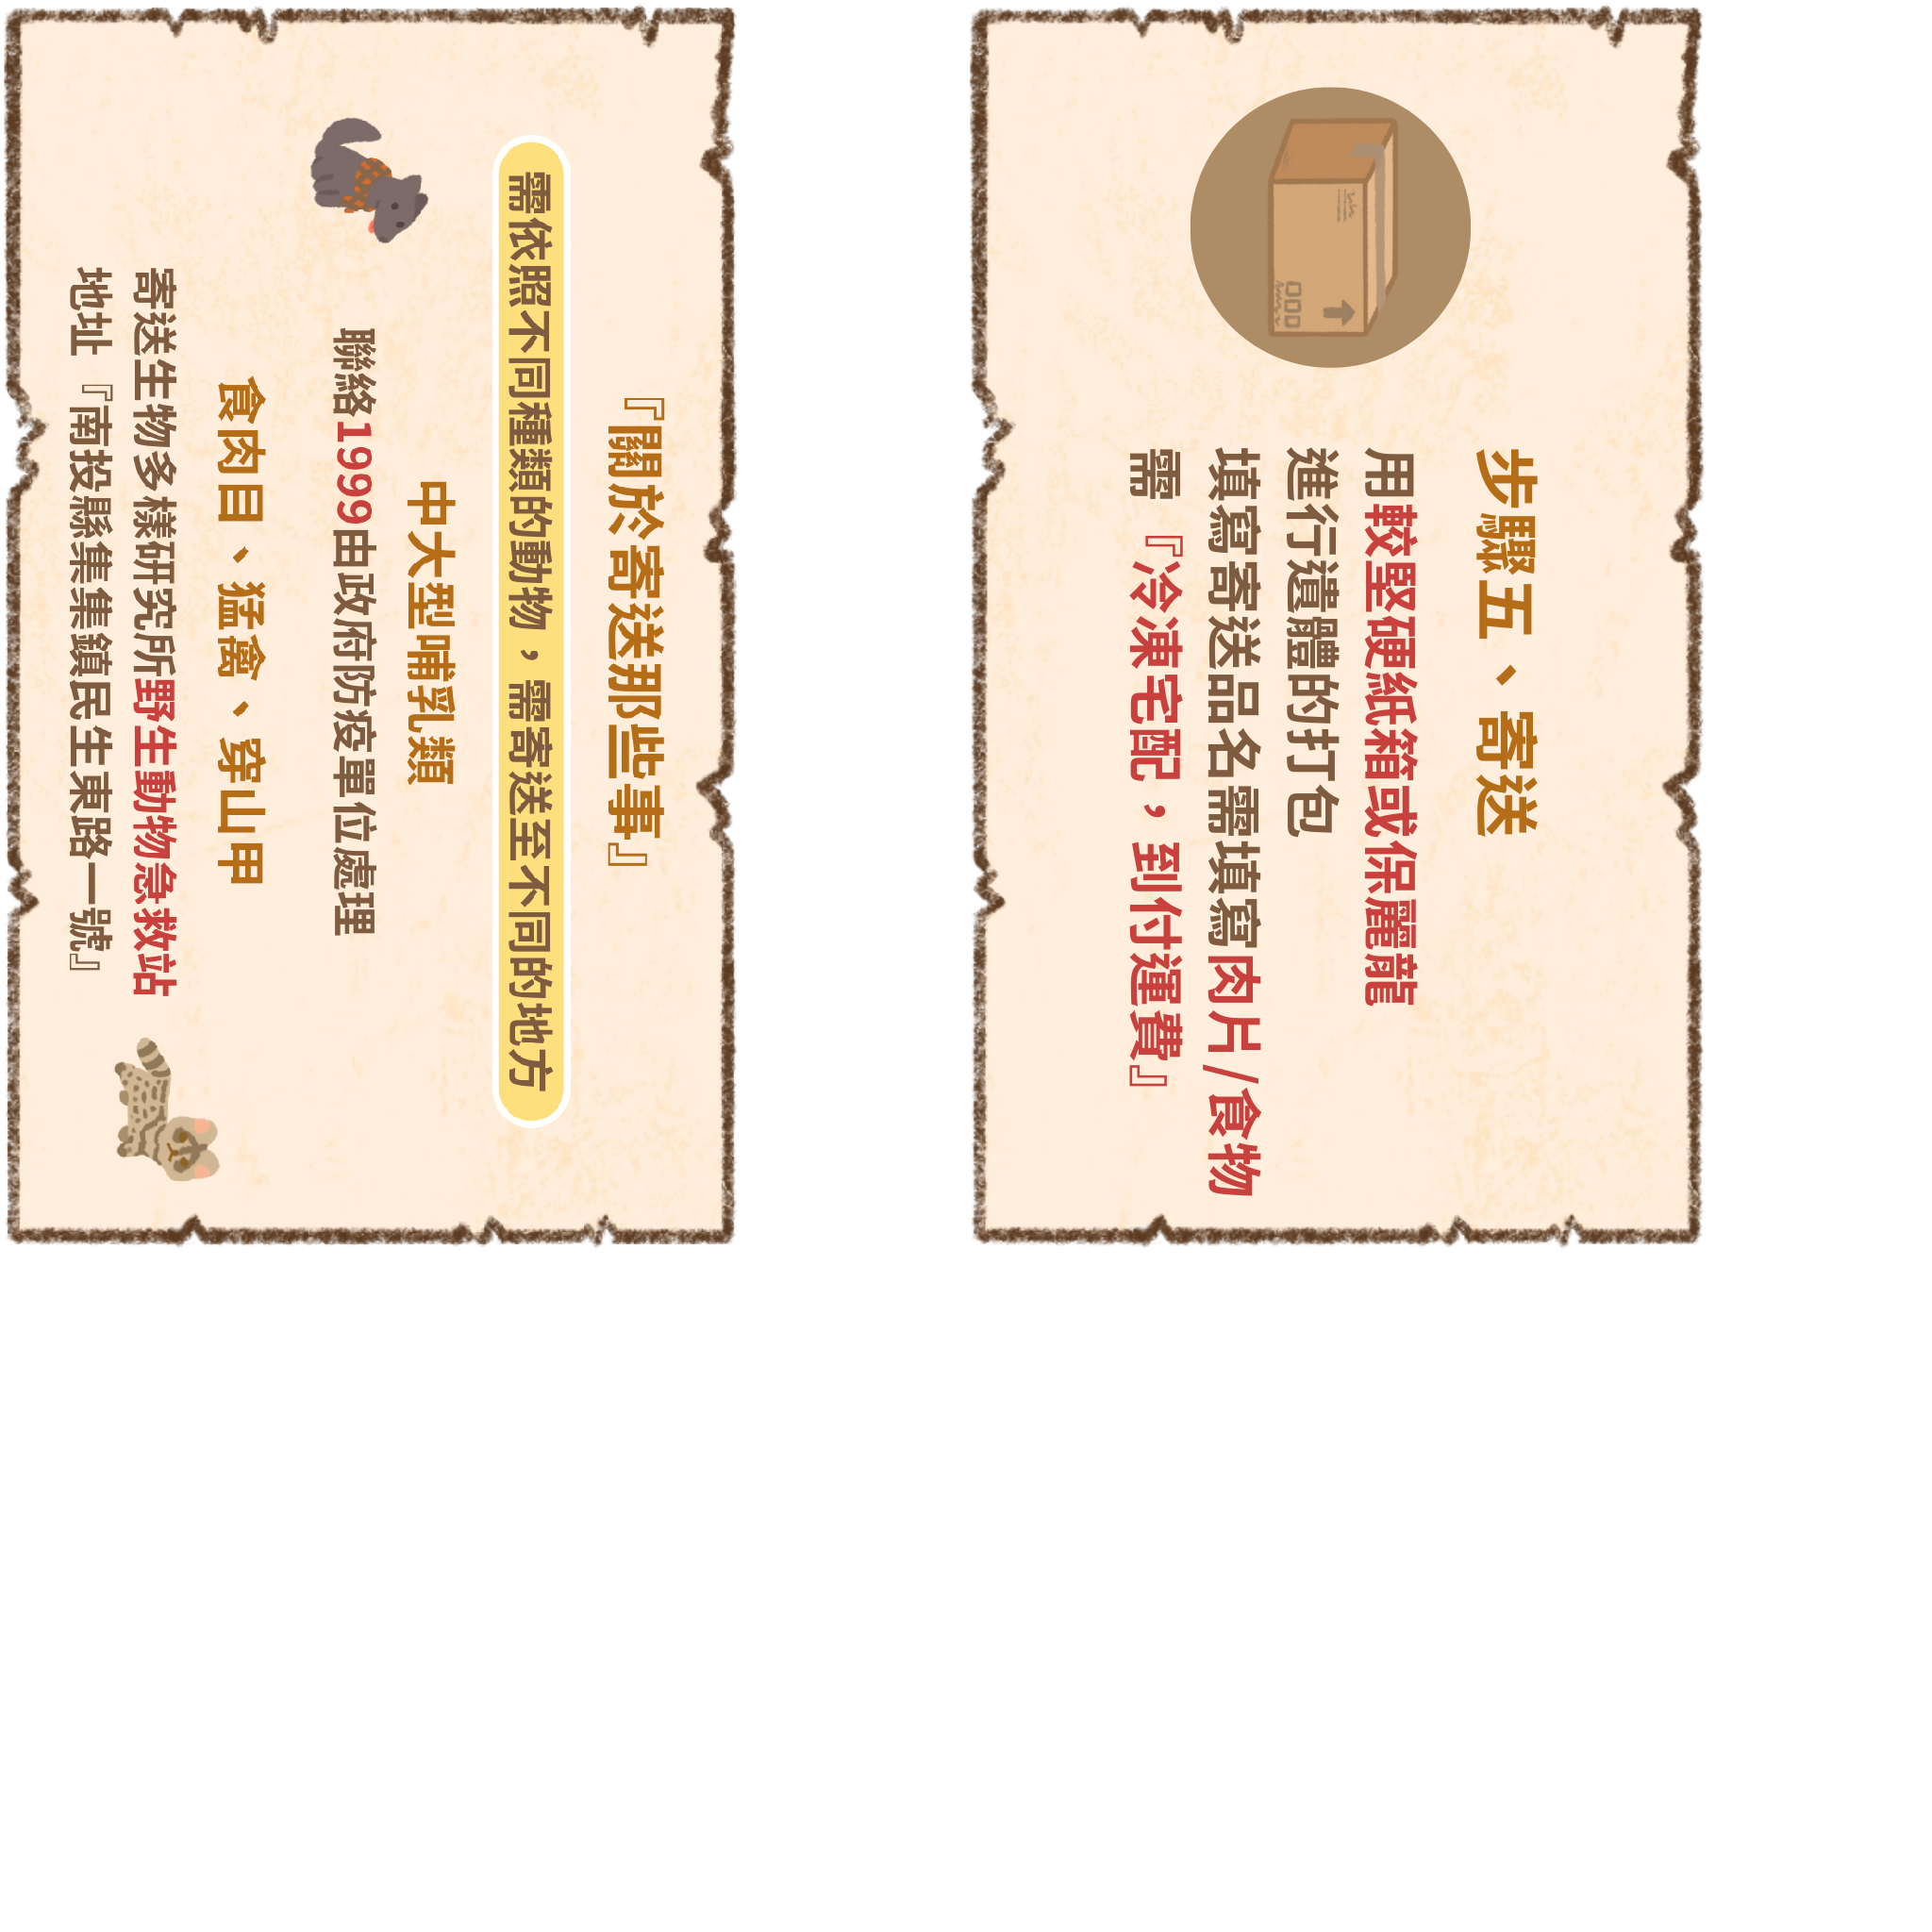 步驟五、寄送
用較堅硬紙箱或保麗龍
進行遺體的打包
填寫寄送品名需填寫肉片/食物
需『冷凍宅配，到付運費』
『關於寄送那些事』
需依照不同種類的動物，需寄送至不同的地方
中大型哺乳類
聯絡1999由政府防疫單位處理
食肉目、猛禽、穿山甲
寄送生物多樣研究所野生動物急救站
地址『南投縣集集鎮民生東路一號』